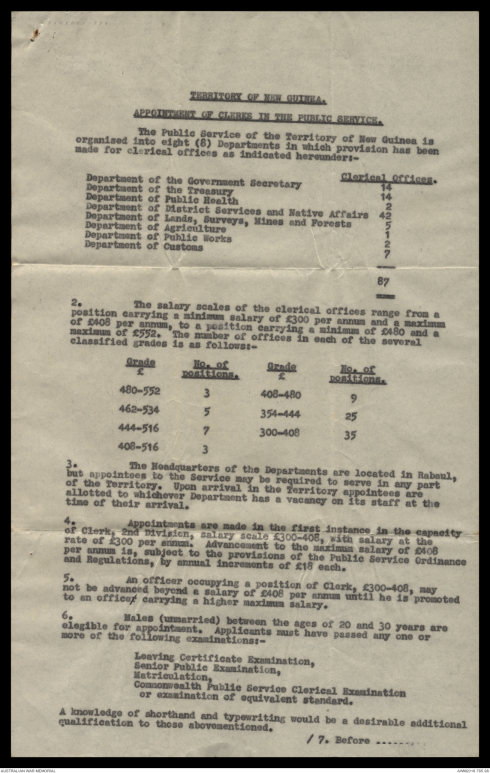 TERRITORY OF NEW GUINEA.
APPOINTMENT OF CLERKS IN THE PUBLIC SERVICE.
The Public Service of the Territory of New Guinea is
organized into eight (8) Departments in which provision has been
made for clerical offices as indicated hereunder:-
Clerical Offices.
Department of the Government Secretary 14
Department of the Treasury 14
Department of Public Health 2
Department of District Services and Native Affairs 42
Department of Lands, Surveys, Mines and Forests 5
Department of Agriculture 1
Department of Public Works 2
Department of Customs 7
87
2. The salary scales of the clerical offices range from a
position carrying a minimum salary of £300 per annum and a maximum
of £408 per annum, to a position carrying a minimum of £480 and a
maximum of £552. The number of offices in each of the several
classified grades is as follows:-
Grade No. of Grade No. of
£ positions. £ positions.
480-552 3 408-480 9
462-534 5 354-444 25
444-516 7 300-408 35
408-516 3
3. The Headquarters of the Departments are located in Rabaul,
but appointees to the Service may be required to serve in any part
of the Territory. Upon arrival in the Territory appointees are
allotted to whichever Department has a vacancy on its staff at the
time of their arrival.
4. Appointments are made in the first instance in the capacity
of Clerk, 2nd Division, salary scale £300-408, with salary at the
rate of £300 per annum. Advancement to the maximum salary of £408
per annum is, subject to the provisions of the Public Service Ordinance
and Regulations, by annual increments of £18 each.
5. An officer occupying a position of Clerk, £300-408, may
not be advanced beyond a salary of £408 per annum until he is promoted
to an office carrying a higher maximum salary.
6. Males (unmarried) between the ages of 20 and 30 years are
elegible for appointment. Applicants must have passed any one or
more of the following examinations:-
Leaving Certificate Examination,
Senior Public Examination,
Matriculation,
Commonwealth Public Service Clerical Examination
or examination of equivalent standard.
A knowledge of shorthand and typewriting would be a desirable additional
qualification to those abovementioned.
/ 7. Before ........
AUSTRALIAN WAR MEMORIAL